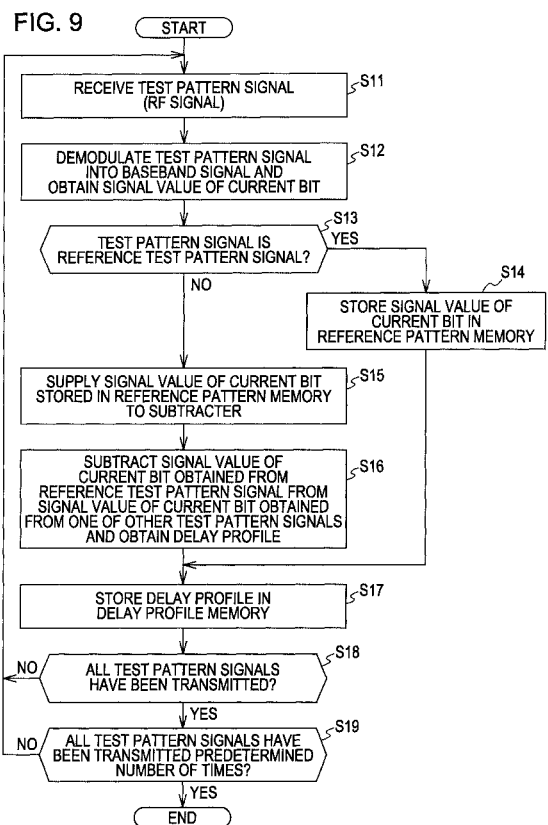 FIG. 9
START
RECEIVE TEST PATTERN SIGNAL
(RF SIGNAL)
S11
DEMODULATE TEST PATTERN SIGNAL
INTO BASEBAND SIGNAL AND
OBTAIN SIGNAL VALUE OF CURRENT BIT
S12
S13
TEST PATTERN SIGNAL IS
REFERENCE TEST PATTERN SIGNAL?
YES
NO
S14
STORE SIGNAL VALUE OF
CURRENT BIT IN
REFERENCE PATTERN MEMORY
SUPPLY SIGNAL VALUE OF CURRENT BIT
STORED IN REFERENCE PATTERN MEMORY
TO SUBTRACTER
S15
SUBTRACT SIGNAL VALUE OF
CURRENT BIT OBTAINED FROM
REFERENCE TEST PATTERN SIGNAL FROM
SIGNAL VALUE OF CURRENT BIT OBTAINED
FROM ONE OF OTHER TEST PATTERN SIGNALS
AND OBTAIN DELAY PROFILE
S16
STORE DELAY PROFILE IN
DELAY PROFILE MEMORY
S17
S18
NO
ALL TEST PATTERN SIGNALS
HAVE BEEN TRANSMITTED?
YES
S19
NO
ALL TEST PATTERN SIGNALS HAVE
BEEN TRANSMITTED PREDETERMINED
NUMBER OF TIMES?
YES
END